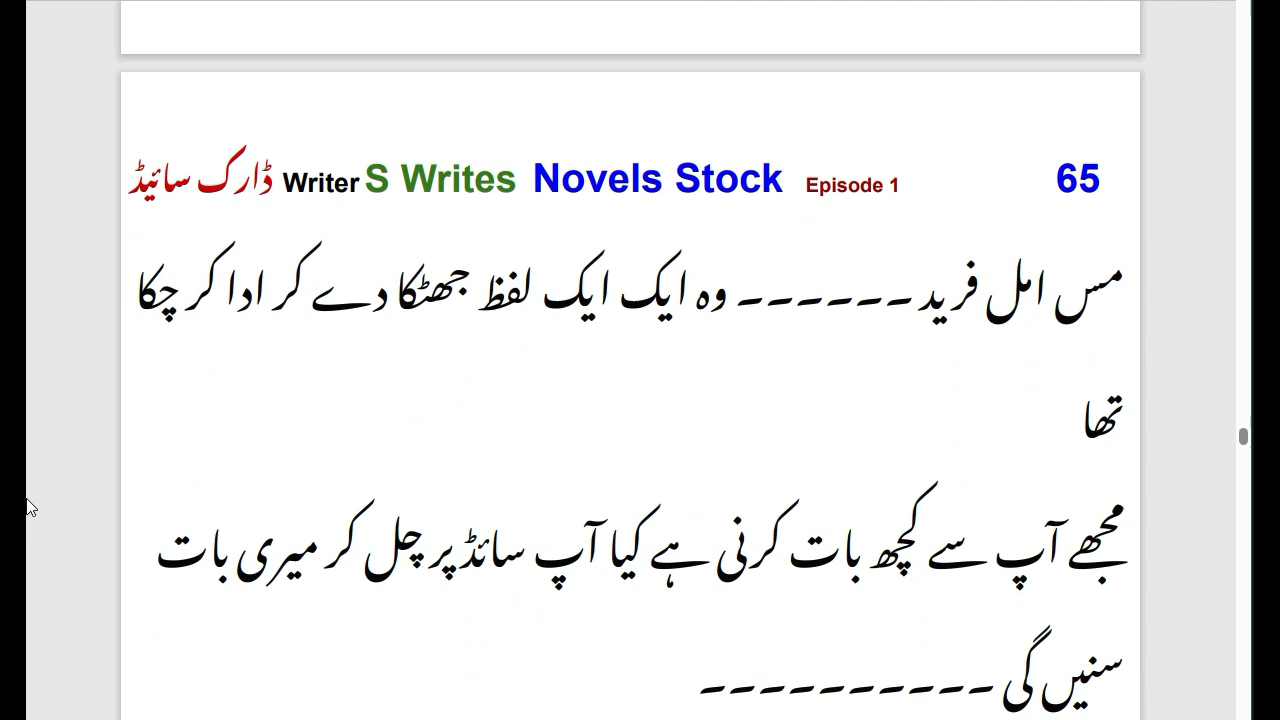 ڈارک سائیڈ Writer S Writes Novels Stock Episode 1 65
مس امل فرید ۔ ۔ ۔ ۔ ۔ ۔ وہ ایک ایک لفظ جھٹکا دے کر ادا کر چکا
تھا
مجھے آپ سے کچھ بات کرنی ہے کیا آپ سائڈ پر چل کر میری بات
سنیں گی ۔ ۔ ۔ ۔ ۔ ۔ ۔ ۔ ۔ ۔